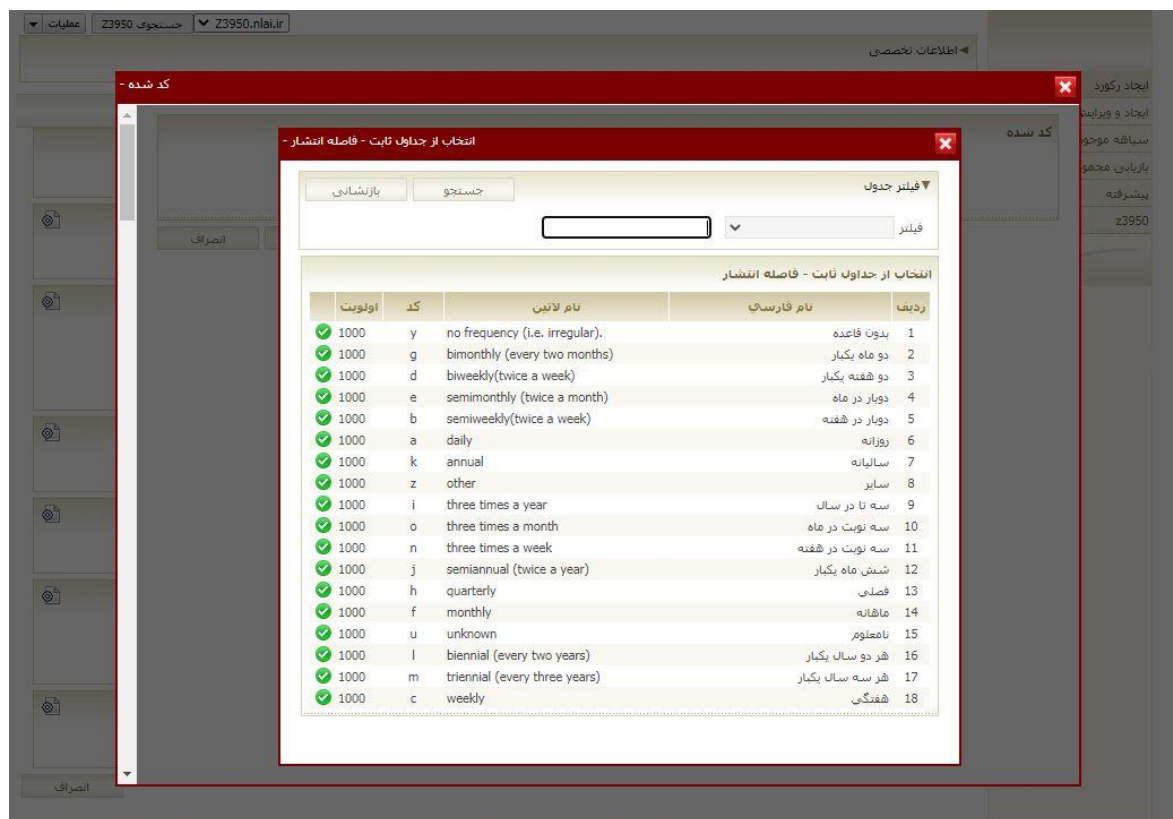 Z3950.nlai.ir جستجوی Z3950 عملیات
اطلاعات تخصصی
ایجاد رکورد
سیاهه
پیشرفته
z3950
کد شده -
کد شده
انصراف
انتخاب از جداول ثابت - فاصله انتشار -
فیلتر جدول جستجو بازنشانی
فیلتر
انتخاب از جداول ثابت - فاصله انتشار
ردیف نام فارسي نام لاتین کد اولویت
1 بدون قاعده no frequency (i.e. irregular). y 1000
2 دو ماه یکبار bimonthly (every two months) g 1000
3 دو هفته یکبار biweekly(twice a week) d 1000
4 دوبار در ماه semimonthly (twice a month) e 1000
5 دوبار در هفته semiweekly(twice a week) b 1000
6 روزانه daily a 1000
7 سالیانه annual k 1000
8 سایر other z 1000
9 سه تا در سال three times a year i 1000
10 سه نوبت در ماه three times a month o 1000
11 سه نوبت در هفته three times a week n 1000
12 شش ماه یکبار semiannual (twice a year) j 1000
13 فصلي quarterly h 1000
14 ماهانه monthly f 1000
15 نامعلوم unknown u 1000
16 هر دو سال یکبار biennial (every two years) l 1000
17 هر سه سال یکبار triennial (every three years) m 1000
18 هفتگي weekly c 1000
انصراف